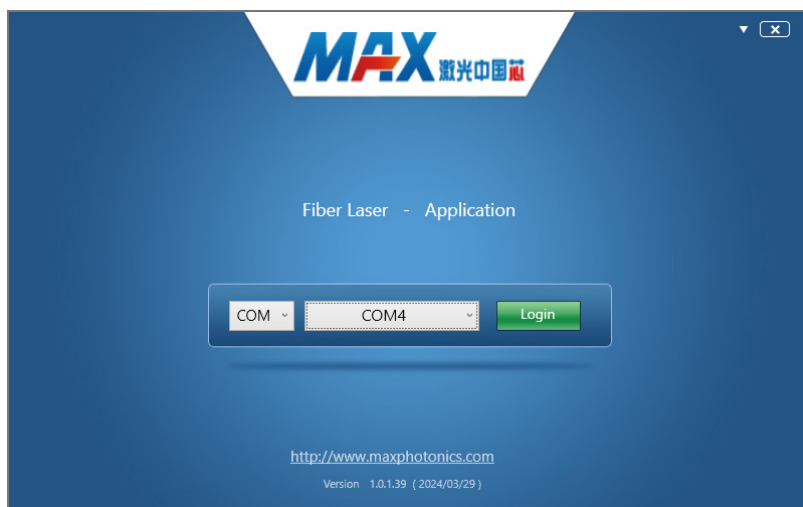 MAX 激光中国芯
Fiber Laser - Application
COM COM4 Login
http://www.maxphotonics.com
Version 1.0.1.39 ( 2024/03/29 )